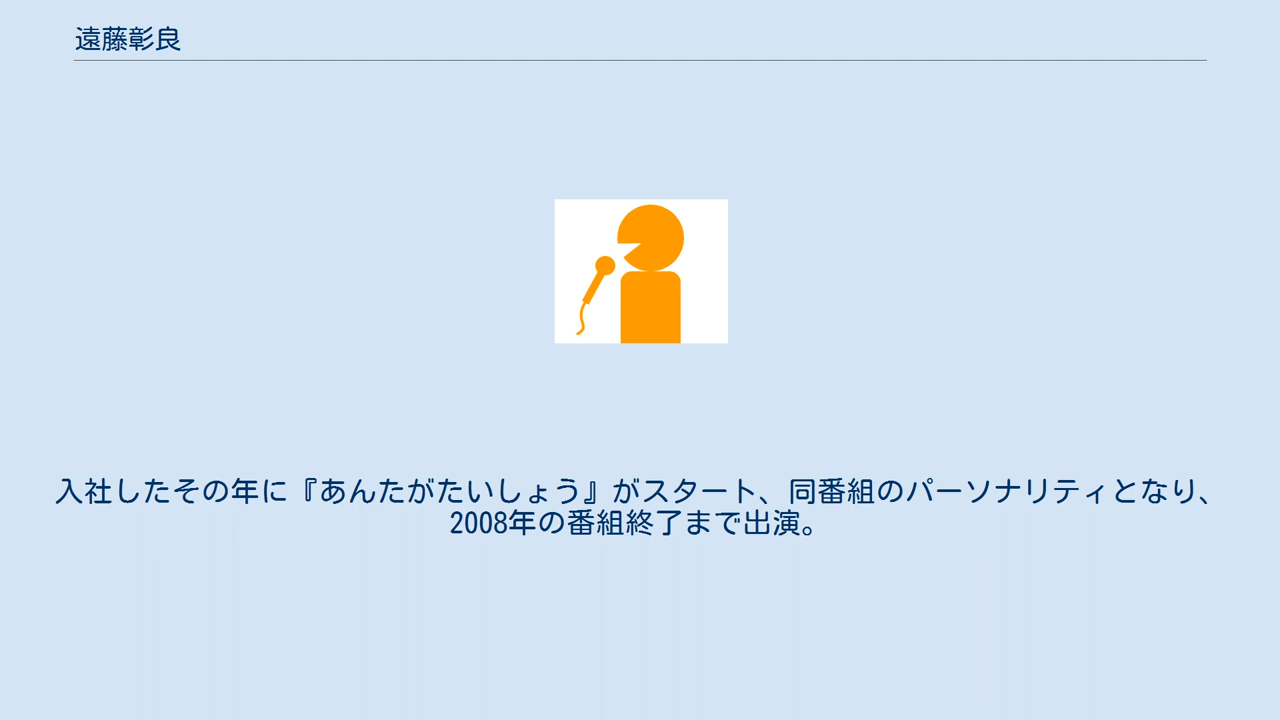 遠藤彰良
入社したその年に『あんたがたいしょう』がスタート、同番組のパーソナリティとなり、
2008年の番組終了まで出演。